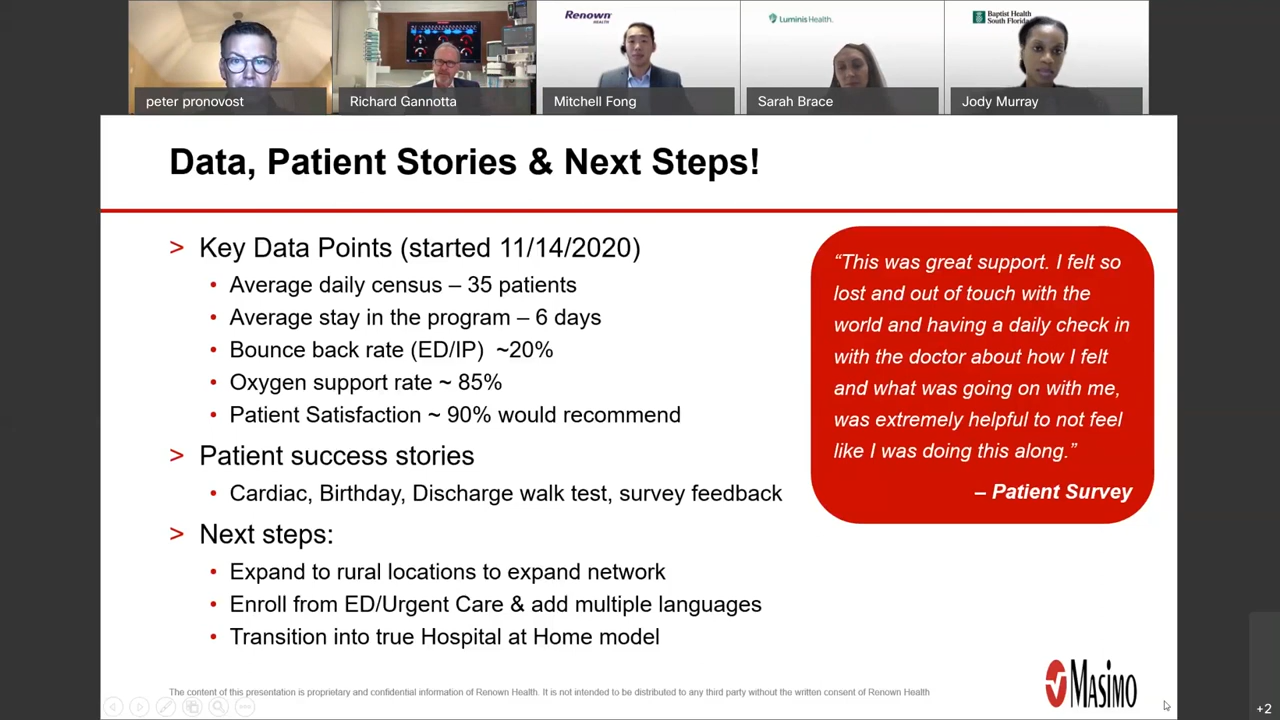 Renown
HEALTH
Luminis Health.
Baptist Health
South Florida
peter pronovost
Richard Gannotta
Mitchell Fong
Sarah Brace
Jody Murray
Data, Patient Stories & Next Steps!
> Key Data Points (started 11/14/2020)
• Average daily census – 35 patients
• Average stay in the program – 6 days
• Bounce back rate (ED/IP) ~20%
• Oxygen support rate ~ 85%
• Patient Satisfaction ~ 90% would recommend
> Patient success stories
• Cardiac, Birthday, Discharge walk test, survey feedback
> Next steps:
• Expand to rural locations to expand network
• Enroll from ED/Urgent Care & add multiple languages
• Transition into true Hospital at Home model
“This was great support. I felt so
lost and out of touch with the
world and having a daily check in
with the doctor about how I felt
and what was going on with me,
was extremely helpful to not feel
like I was doing this along.”
– Patient Survey
The content of this presentation is proprietary and confidential information of Renown Health. It is not intended to be distributed to any third party without the written consent of Renown Health
Masimo
+2